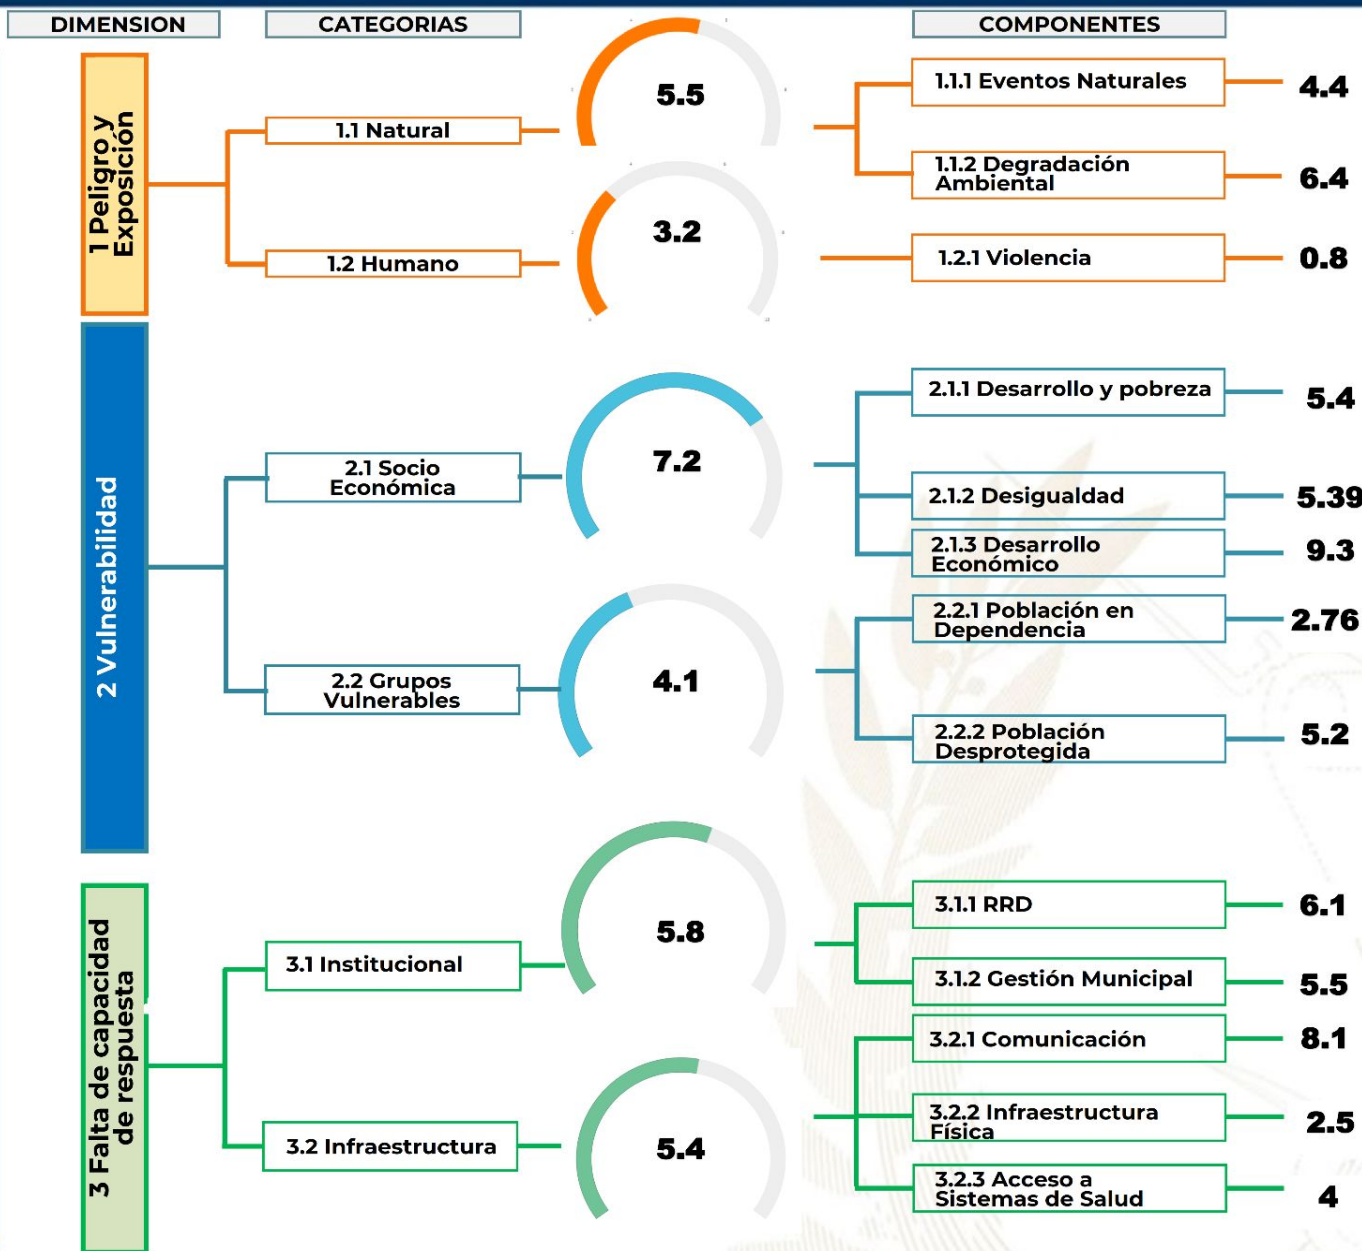 DIMENSION
CATEGORIAS
COMPONENTES
1 Peligro y
Exposición
1.1 Natural
5.5
1.1.1 Eventos Naturales
4.4
1.1.2 Degradación
Ambiental
6.4
1.2 Humano
3.2
1.2.1 Violencia
0.8
2 Vulnerabilidad
2.1 Socio
Económica
7.2
2.1.1 Desarrollo y pobreza
5.4
2.1.2 Desigualdad
5.39
2.1.3 Desarrollo
Económico
9.3
2.2 Grupos
Vulnerables
4.1
2.2.1 Población en
Dependencia
2.76
2.2.2 Población
Desprotegida
5.2
3 Falta de capacidad
de respuesta
3.1 Institucional
5.8
3.1.1 RRD
6.1
3.1.2 Gestión Municipal
5.5
3.2 Infraestructura
5.4
3.2.1 Comunicación
8.1
3.2.2 Infraestructura
Física
2.5
3.2.3 Acceso a
Sistemas de Salud
4